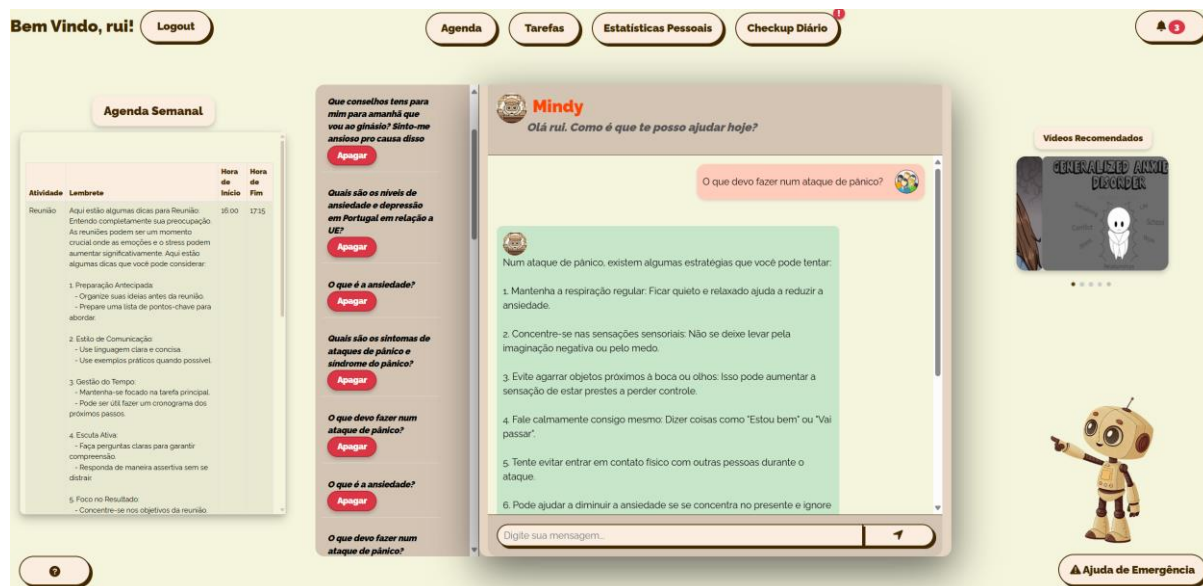 Bem Vindo, rui!
Logout
Agenda
Tarefas
Estatísticas Pessoais
Checkup Diário
!
3
Agenda Semanal
Atividade Lembrete Hora de Início Hora de Fim
Reunião
16:00 17:15
Aqui estão algumas dicas para Reunião:
Entendo completamente sua preocupação.
As reuniões podem ser um momento
crucial onde as emoções e o stress podem
aumentar significativamente. Aqui estão
algumas dicas que você pode considerar:
1. Preparação Antecipada:
- Organize suas ideias antes da reunião.
- Prepare uma lista de pontos-chave para
abordar.
2. Estilo de Comunicação:
- Use linguagem clara e concisa.
- Use exemplos práticos quando possível.
3. Gestão do Tempo:
- Mantenha-se focado na tarefa principal.
- Pode ser útil fazer um cronograma dos
próximos passos.
4. Escuta Ativa:
- Faça perguntas claras para garantir
compreensão.
- Responda de maneira assertiva sem se
distrair.
5. Foco no Resultado:
- Concentre-se nos objetivos da reunião.
Que conselhos tens para
mim para amanhã que
vou ao ginásio? Sinto-me
ansioso pro causa disso
Apagar
Quais são os níveis de
ansiedade e depressão
em Portugal em relação a
UE?
Apagar
O que é a ansiedade?
Apagar
Quais são os sintomas de
ataques de pânico e
síndrome do pânico?
Apagar
O que devo fazer num
ataque de pânico?
Apagar
O que é a ansiedade?
Apagar
O que devo fazer num
ataque de pânico?
Mindy
Olá rui. Como é que te posso ajudar hoje?
O que devo fazer num ataque de pânico?
Num ataque de pânico, existem algumas estratégias que você pode tentar:
1. Mantenha a respiração regular: Ficar quieto e relaxado ajuda a reduzir a
ansiedade.
2. Concentre-se nas sensações sensoriais: Não se deixe levar pela
imaginação negativa ou pelo medo.
3. Evite agarrar objetos próximos à boca ou olhos: Isso pode aumentar a
sensação de estar prestes a perder controle.
4. Fale calmamente consigo mesmo: Dizer coisas como "Estou bem" ou "Vai
passar".
5. Tente evitar entrar em contato físico com outras pessoas durante o
ataque.
6. Pode ajudar a diminuir a ansiedade se se concentra no presente e ignore
Digite sua mensagem...
Vídeos Recomendados
GENERALIZED ANXIE
DISORDER
Ajuda de Emergência